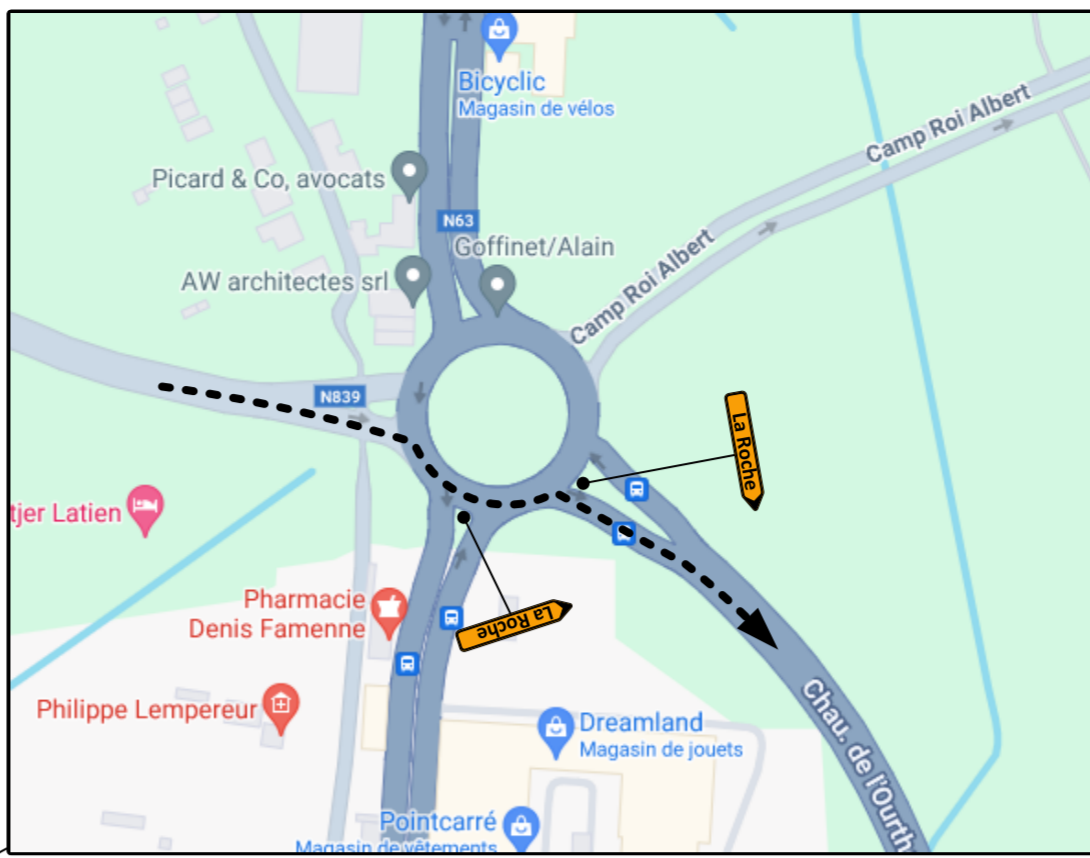 Bicyclic
Magasin de vélos
Camp Roi Albert
Picard & Co, avocats
N63
Goffinet/Alain
AW architectes srl
Camp Roi Albert
N839
La Roche
tjer Latien
La Roche
Pharmacie
Denis Famenne
Philippe Lempereur
Dreamland
Magasin de jouets
Chau. de l'Ourth
Pointcarré
Magasin de vêtements